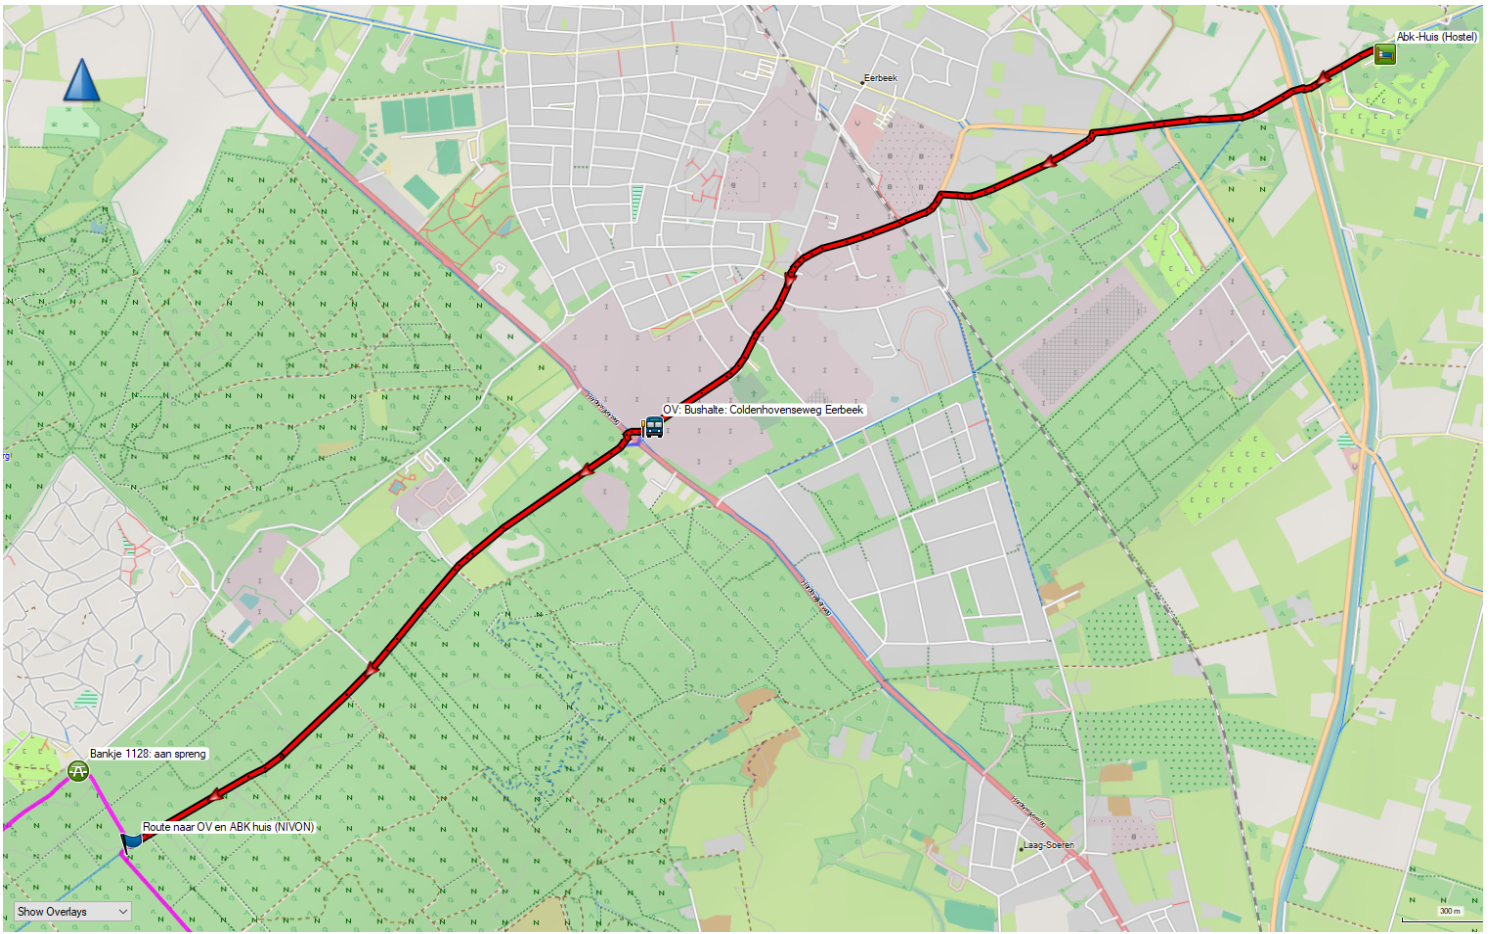 Abk-Huis (Hostel)
Eerbeek
OV: Bushalte: Coldenhovenseweg Eerbeek
Bankje 1128: aan spreng
Route naar OV en ABK huis (NIVON)
Laag-Soeren
Show Overlays
300 m